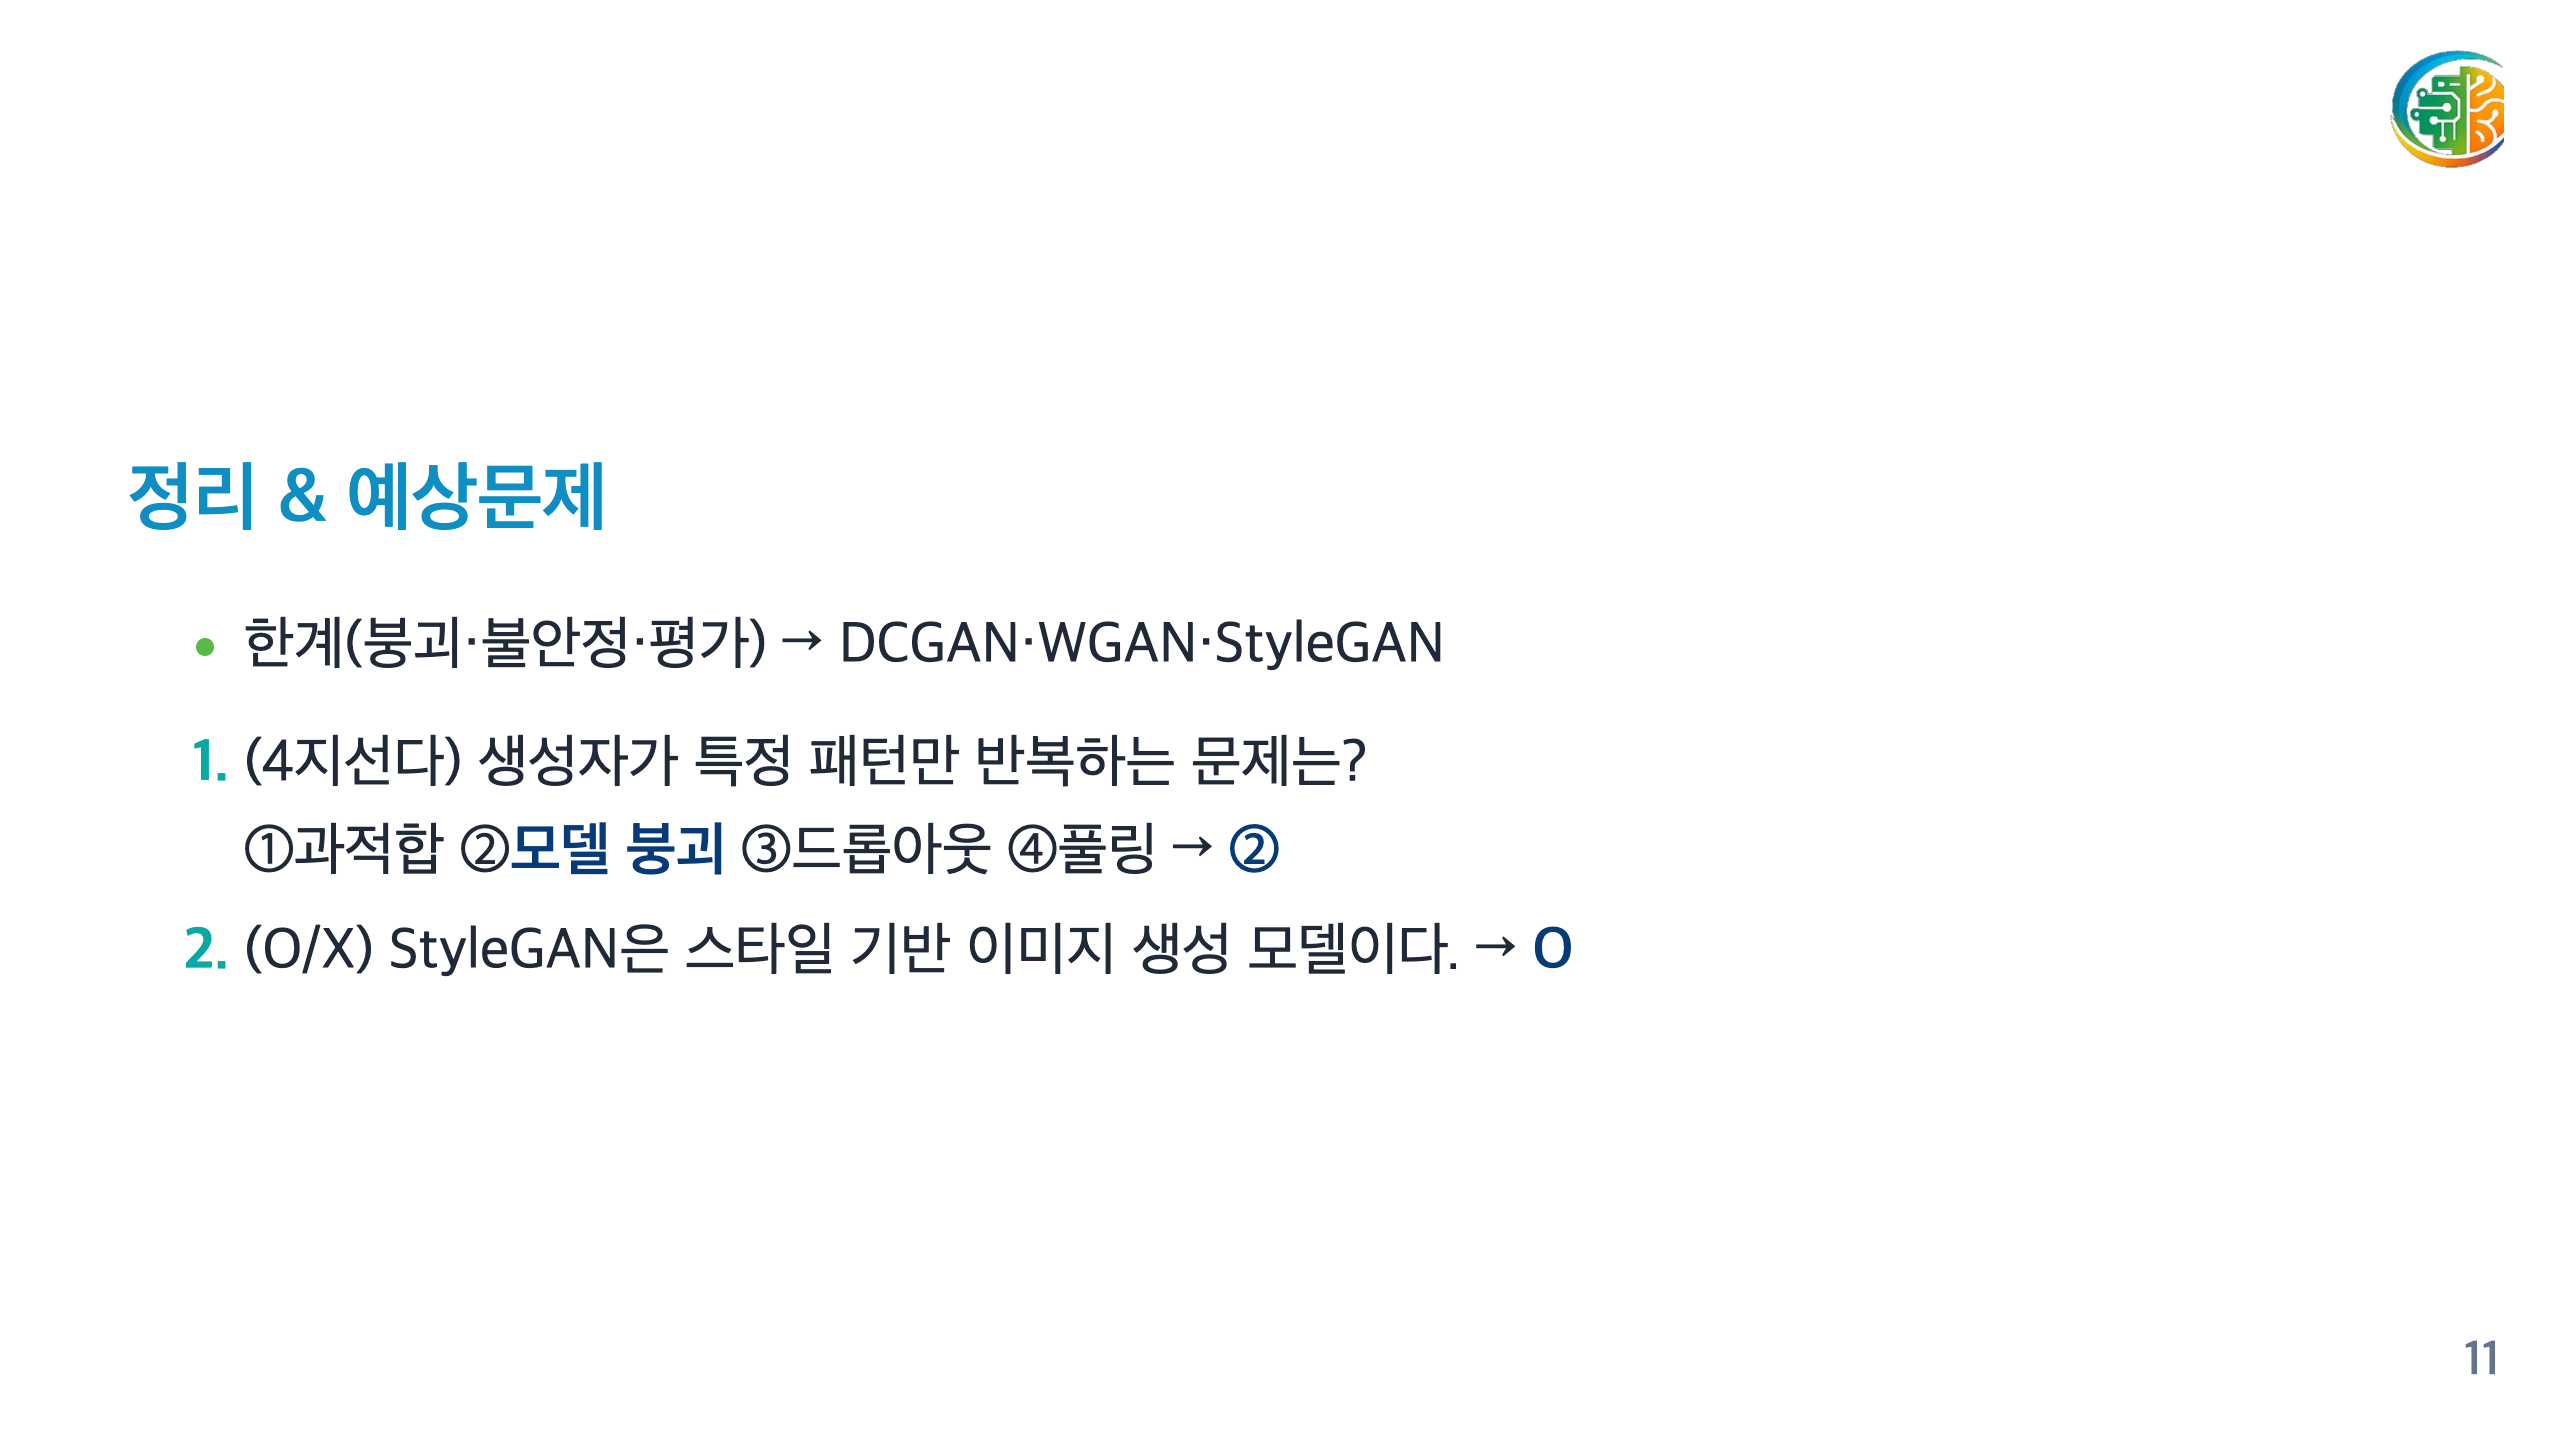 정리 & 예상문제
• 한계(붕괴·불안정·평가) → DCGAN·WGAN·StyleGAN
1. (4지선다) 생성자가 특정 패턴만 반복하는 문제는?
①과적합 ②모델 붕괴 ③드롭아웃 ④풀링 → ②
2. (O/X) StyleGAN은 스타일 기반 이미지 생성 모델이다. → O
11